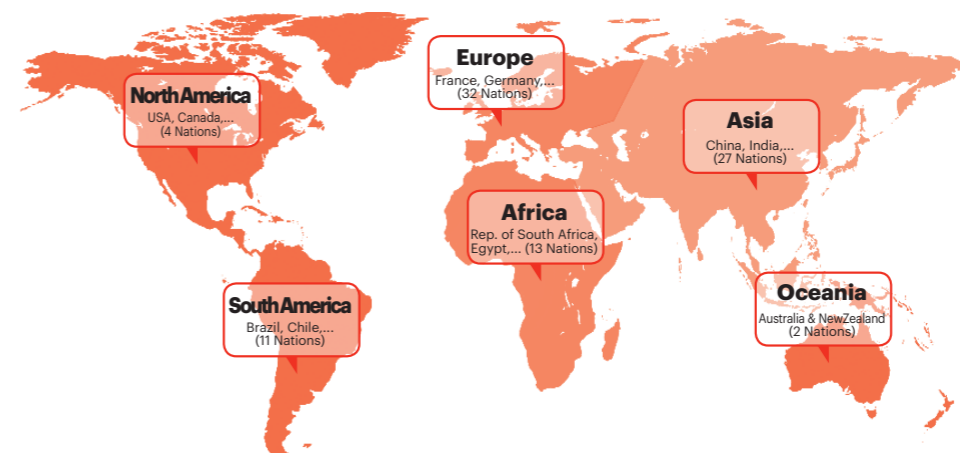 North America
USA, Canada,...
(4 Nations)
Europe
France, Germany,...
(32 Nations)
Asia
China, India,...
(27 Nations)
Africa
Rep. of South Africa,
Egypt,... (13 Nations)
South America
Brazil, Chile,...
(11 Nations)
Oceania
Australia & NewZealand
(2 Nations)